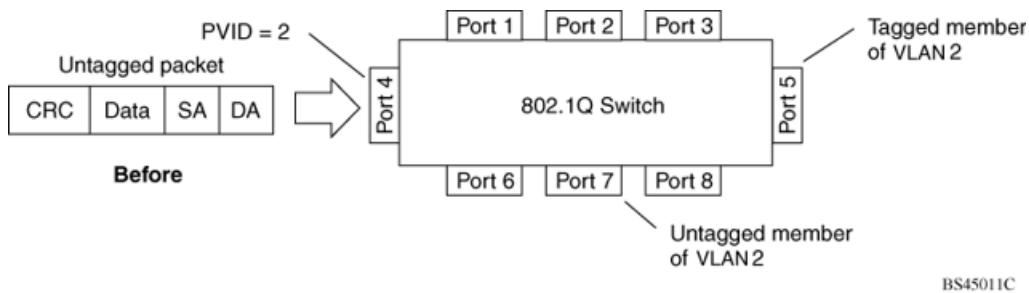 PVID = 2
Port 1
Port 2
Port 3
Tagged member
of VLAN 2
Untagged packet
CRC
Data
SA
DA
Port 4
802.1Q Switch
Port 5
Before
Port 6
Port 7
Port 8
Untagged member
of VLAN 2
BS45011C